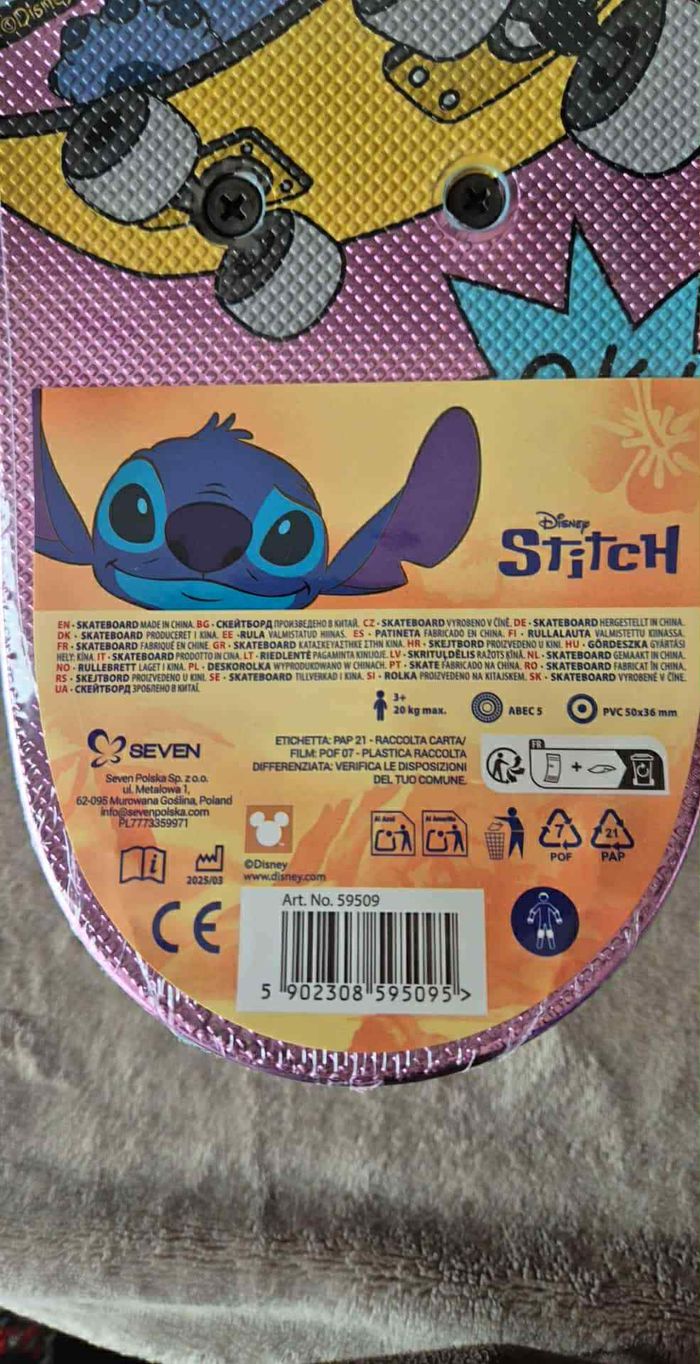 ©Disney
OK!
Disney
Stitch
EN - SKATEBOARD MADE IN CHINA. BG - СКЕЙТБОРД ПРОИЗВЕДЕНО В КИТАЙ. CZ - SKATEBOARD VYROBENO V ČÍNĚ. DE - SKATEBOARD HERGESTELLT IN CHINA.
DK - SKATEBOARD PRODUCERET I KINA. EE - RULA VALMISTATUD HIINAS. ES - PATINETA FABRICADO EN CHINA. FI - RULLALAUTA VALMISTETTU KIINASSA.
FR - SKATEBOARD FABRIQUÉ EN CHINE. GR - SKATEBOARD ΚΑΤΑΣΚΕΥΑΣΤΗΚΕ ΣΤΗΝ ΚΙΝΑ. HR - SKEJTBORD PROIZVEDENO U KINI. HU - GÖRDESZKA GYÁRTÁSI
HELY: KÍNA. IT - SKATEBOARD PRODOTTO IN CINA. LT - RIEDLENTĖ PAGAMINTA KINIJOJE. LV - SKRITUĻDĒLIS RAŽOTS ĶĪNĀ. NL - SKATEBOARD GEMAAKT IN CHINA.
NO - RULLEBRETT LAGET I KINA. PL - DESKOROLKA WYPRODUKOWANO W CHINACH. PT - SKATE FABRICADO NA CHINA. RO - SKATEBOARD FABRICAT ÎN CHINA.
RS - SKEJTBORD PROIZVEDENO U KINI. SE - SKATEBOARD TILLVERKAD I KINA. SI - ROLKA PROIZVEDENO NA KITAJSKEM. SK - SKATEBOARD VYROBENÉ V ČÍNE.
UA - СКЕЙТБОРД ЗРОБЛЕНО В КИТАЇ.
3+
20 kg max.
ABEC 5
PVC 50x36 mm
SEVEN
Seven Polska Sp. z o.o.
ul. Metalowa 1,
62-095 Murowana Goślina, Poland
info@sevenpolska.com
PL7773359971
ETICHETTA: PAP 21 - RACCOLTA CARTA/
FILM: POF 07 - PLASTICA RACCOLTA
DIFFERENZIATA: VERIFICA LE DISPOSIZIONI
DEL TUO COMUNE.
FR
+
i
2025/03
©Disney
www.disney.com
Al Azul
Al Amarillo
7
POF
21
PAP
CE
Art. No. 59509
5 902308 595095 >